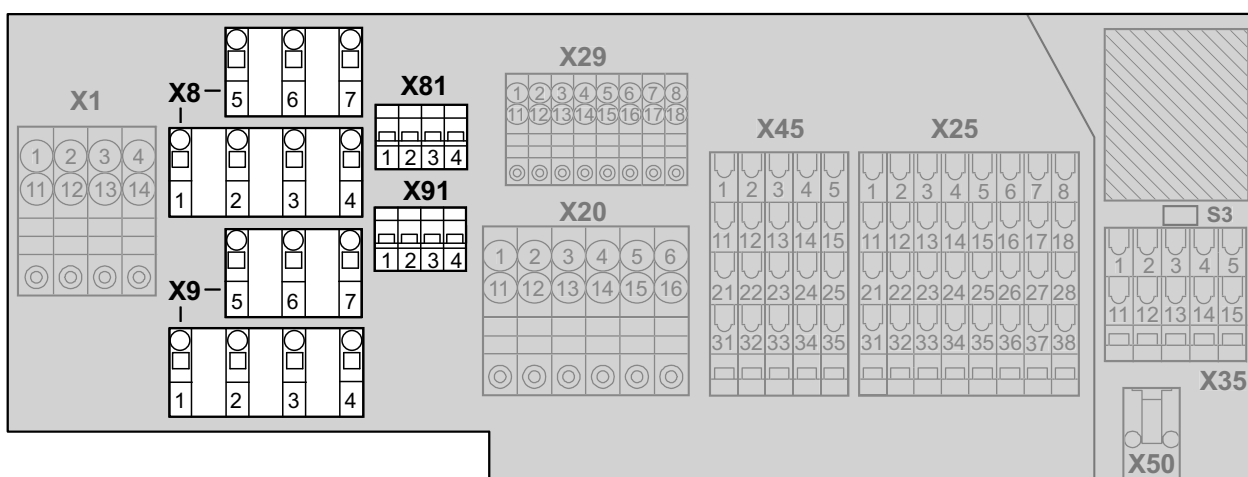 X1
1 2 3 4
11 12 13 14
X8
5 6 7
1 2 3 4
X9
5 6 7
1 2 3 4
X81
1 2 3 4
X91
1 2 3 4
X29
1 2 3 4 5 6 7 8
11 12 13 14 15 16 17 18
X20
1 2 3 4 5 6
11 12 13 14 15 16
X45
1 2 3 4 5
11 12 13 14 15
21 22 23 24 25
31 32 33 34 35
X25
1 2 3 4 5 6 7 8
11 12 13 14 15 16 17 18
21 22 23 24 25 26 27 28
31 32 33 34 35 36 37 38
S3
1 2 3 4 5
11 12 13 14 15
X35
X50